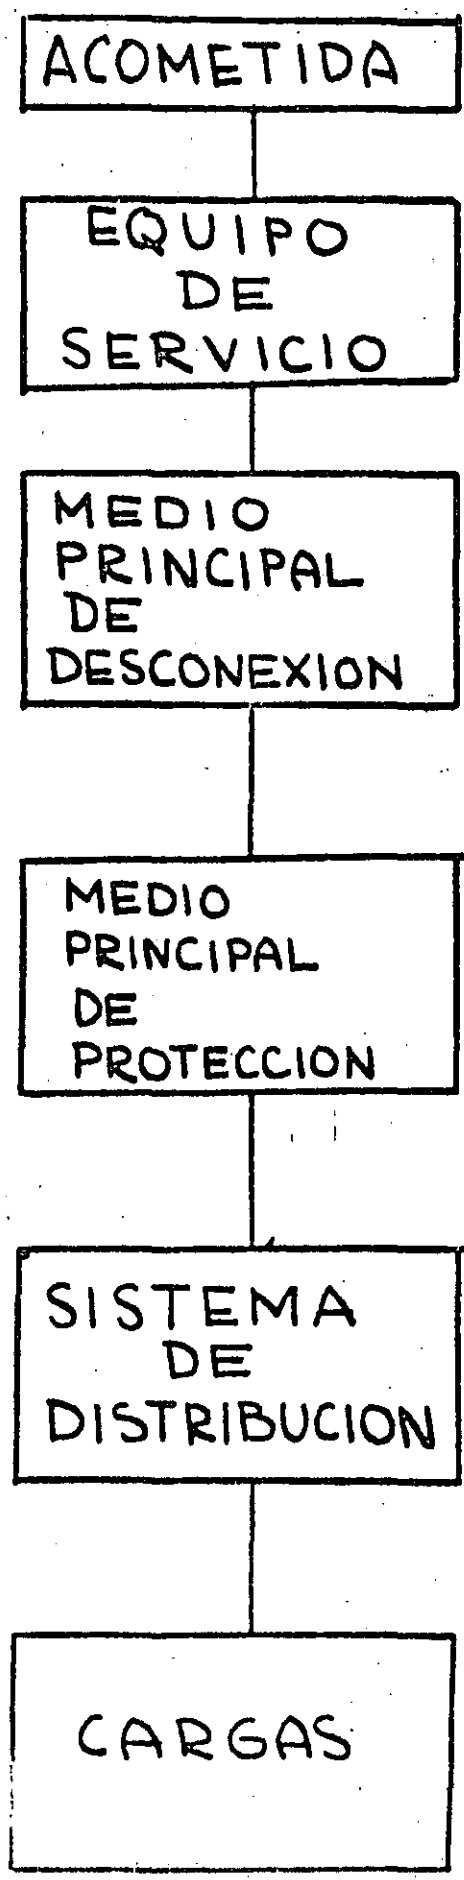 ACOMETIDA
EQUIPO
DE
SERVICIO
MEDIO
PRINCIPAL
DE
DESCONEXION
MEDIO
PRINCIPAL
DE
PROTECCION
SISTEMA
DE
DISTRIBUCION
CARGAS